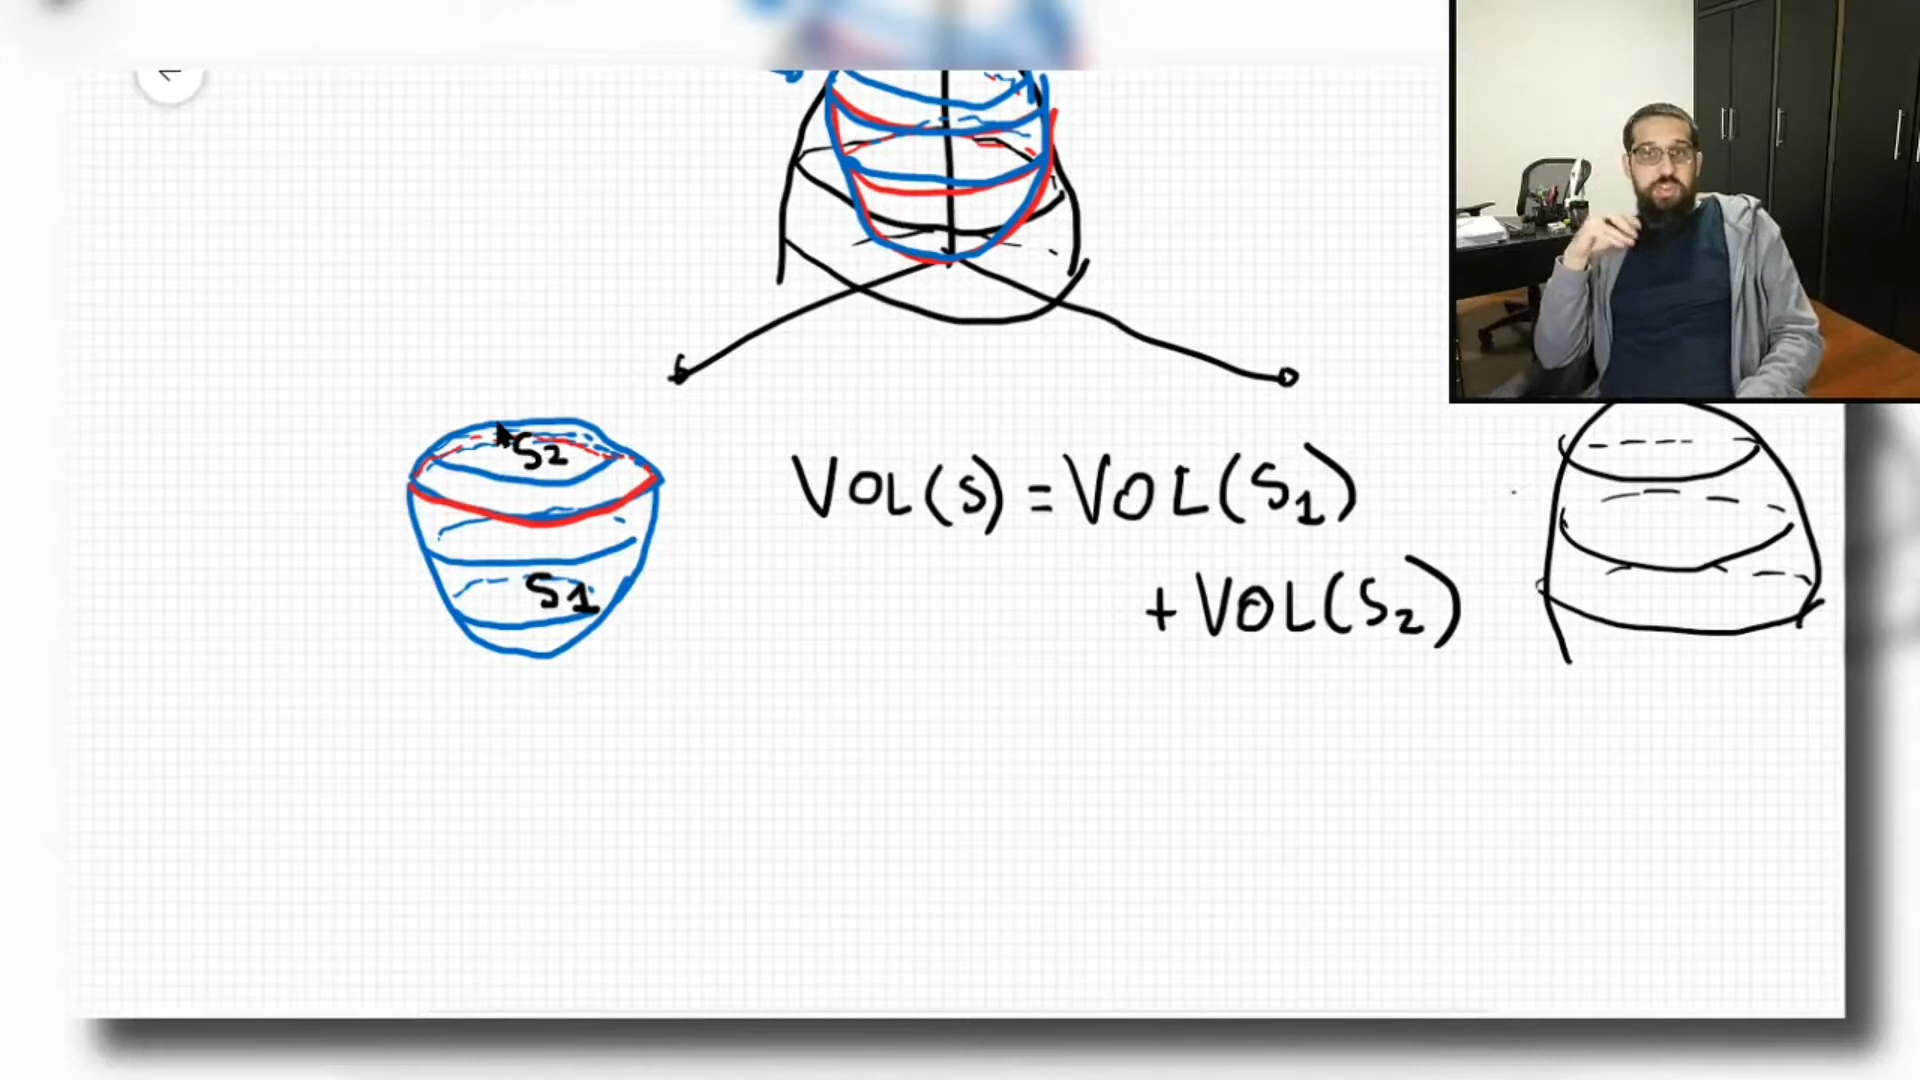 S2
S1
VOL(S) = VOL(S₁)
+ VOL(S₂)